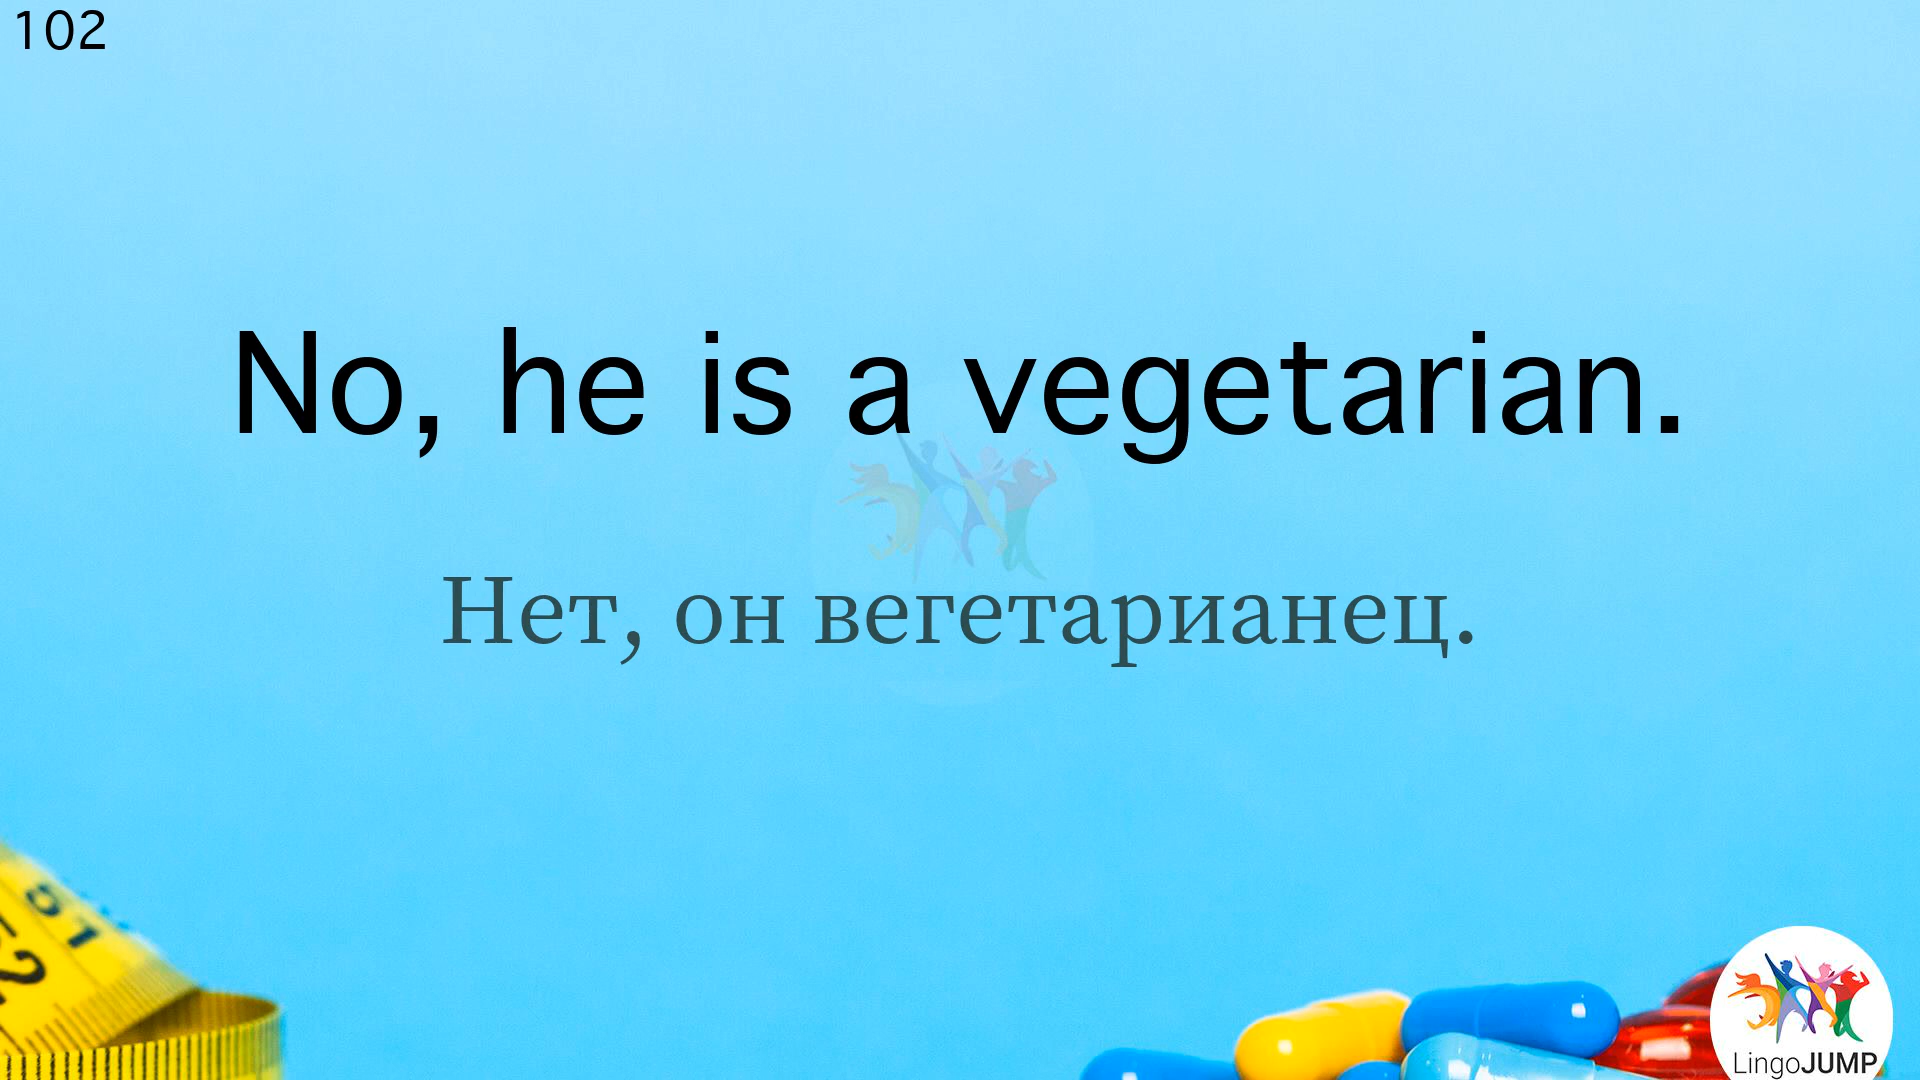 102
No, he is a vegetarian.
Нет, он вегетарианец.
LingoJUMP